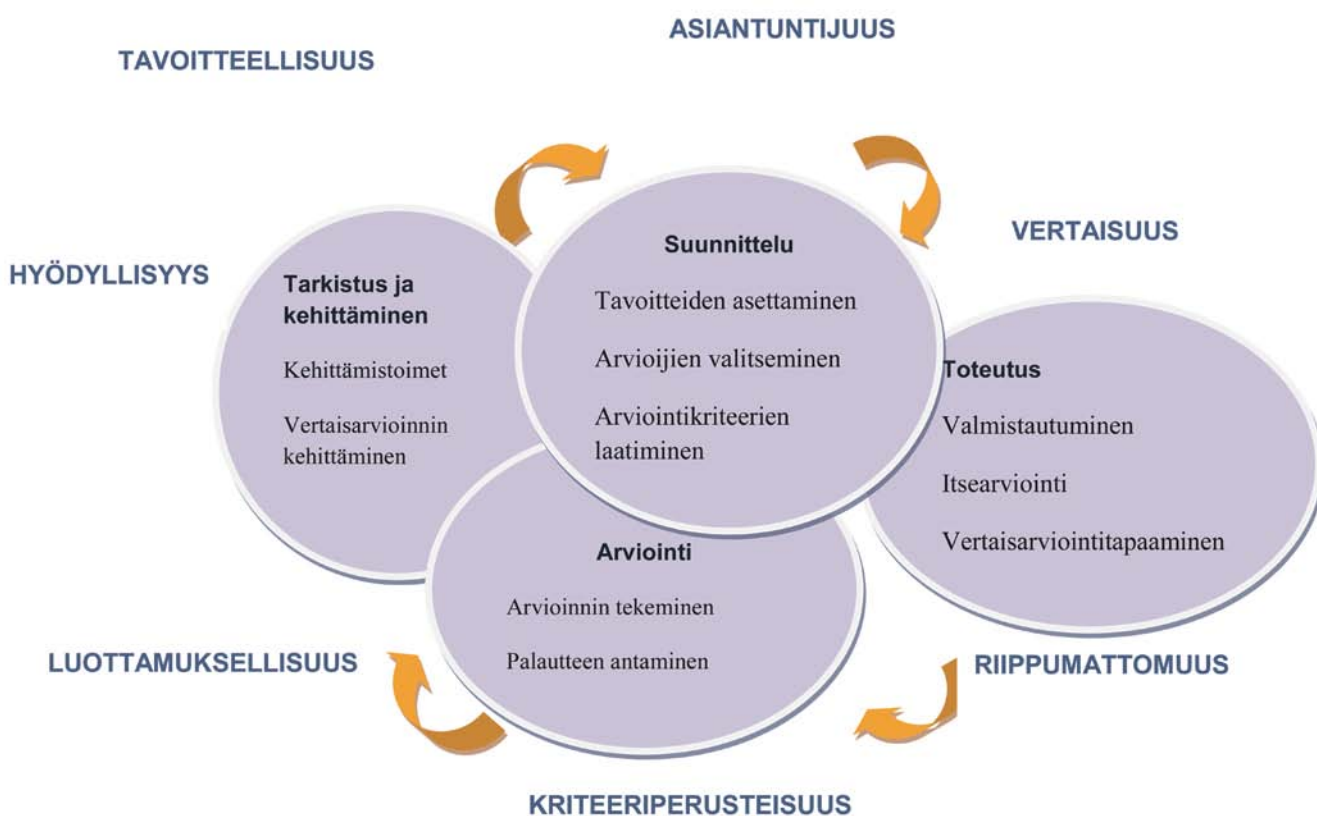 ASIANTUNTIJUUS
TAVOITTEELLISUUS
VERTAISUUS
HYÖDYLLISYYS
Suunnittelu
Tavoitteiden asettaminen
Arvioijien valitseminen
Arviointikriteerien
laatiminen
Tarkistus ja
kehittäminen
Kehittämistoimet
Vertaisarvioinnin
kehittäminen
Toteutus
Valmistautuminen
Itsearviointi
Vertaisarviointitapaaminen
Arviointi
Arvioinnin tekeminen
Palautteen antaminen
LUOTTAMUKSELLISUUS
RIIPPUMATTOMUUS
KRITEERIPERUSTEISUUS